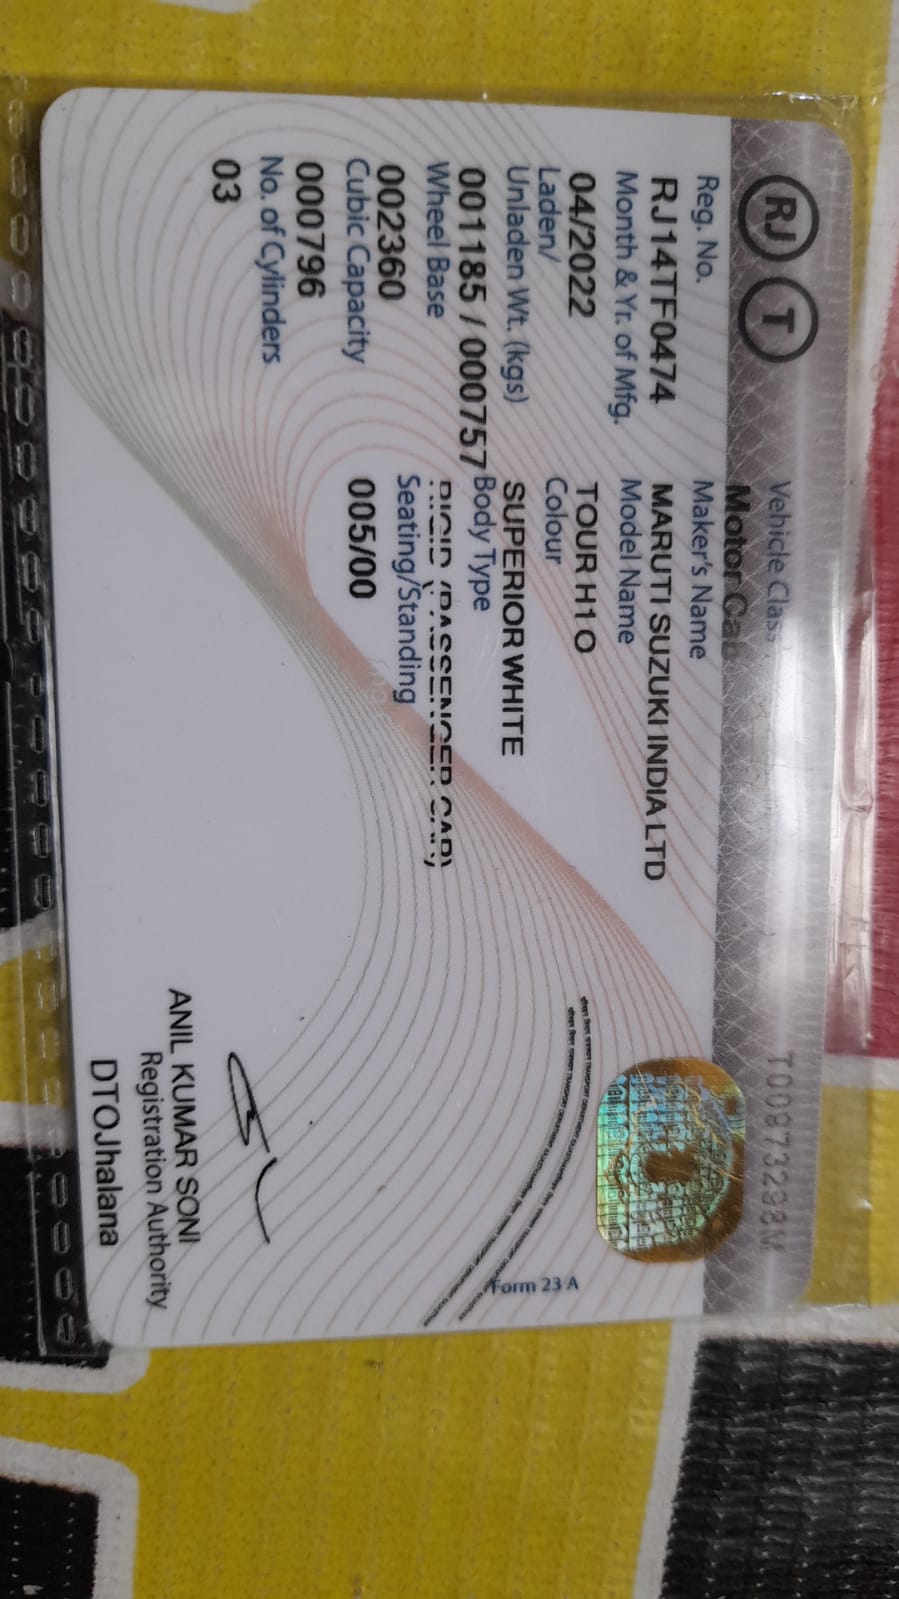 RJ T
Vehicle Class
T00973298M
Motor Ca
Reg. No.
RJ14TF0474
Month & Yr. of Mfg.
04/2022
Laden/
Unladen Wt. (kgs)
001185 / 000757
Wheel Base
002360
Cubic Capacity
000796
No. of Cylinders
03
Maker's Name
MARUTI SUZUKI INDIA LTD
Model Name
TOUR H1 O
Colour
SUPERIOR WHITE
Body Type
RIGID (PASSENGER CAR)
Seating/Standing
005/00
Form 23 A
ANIL KUMAR SONI
Registration Authority
DTOJhalana